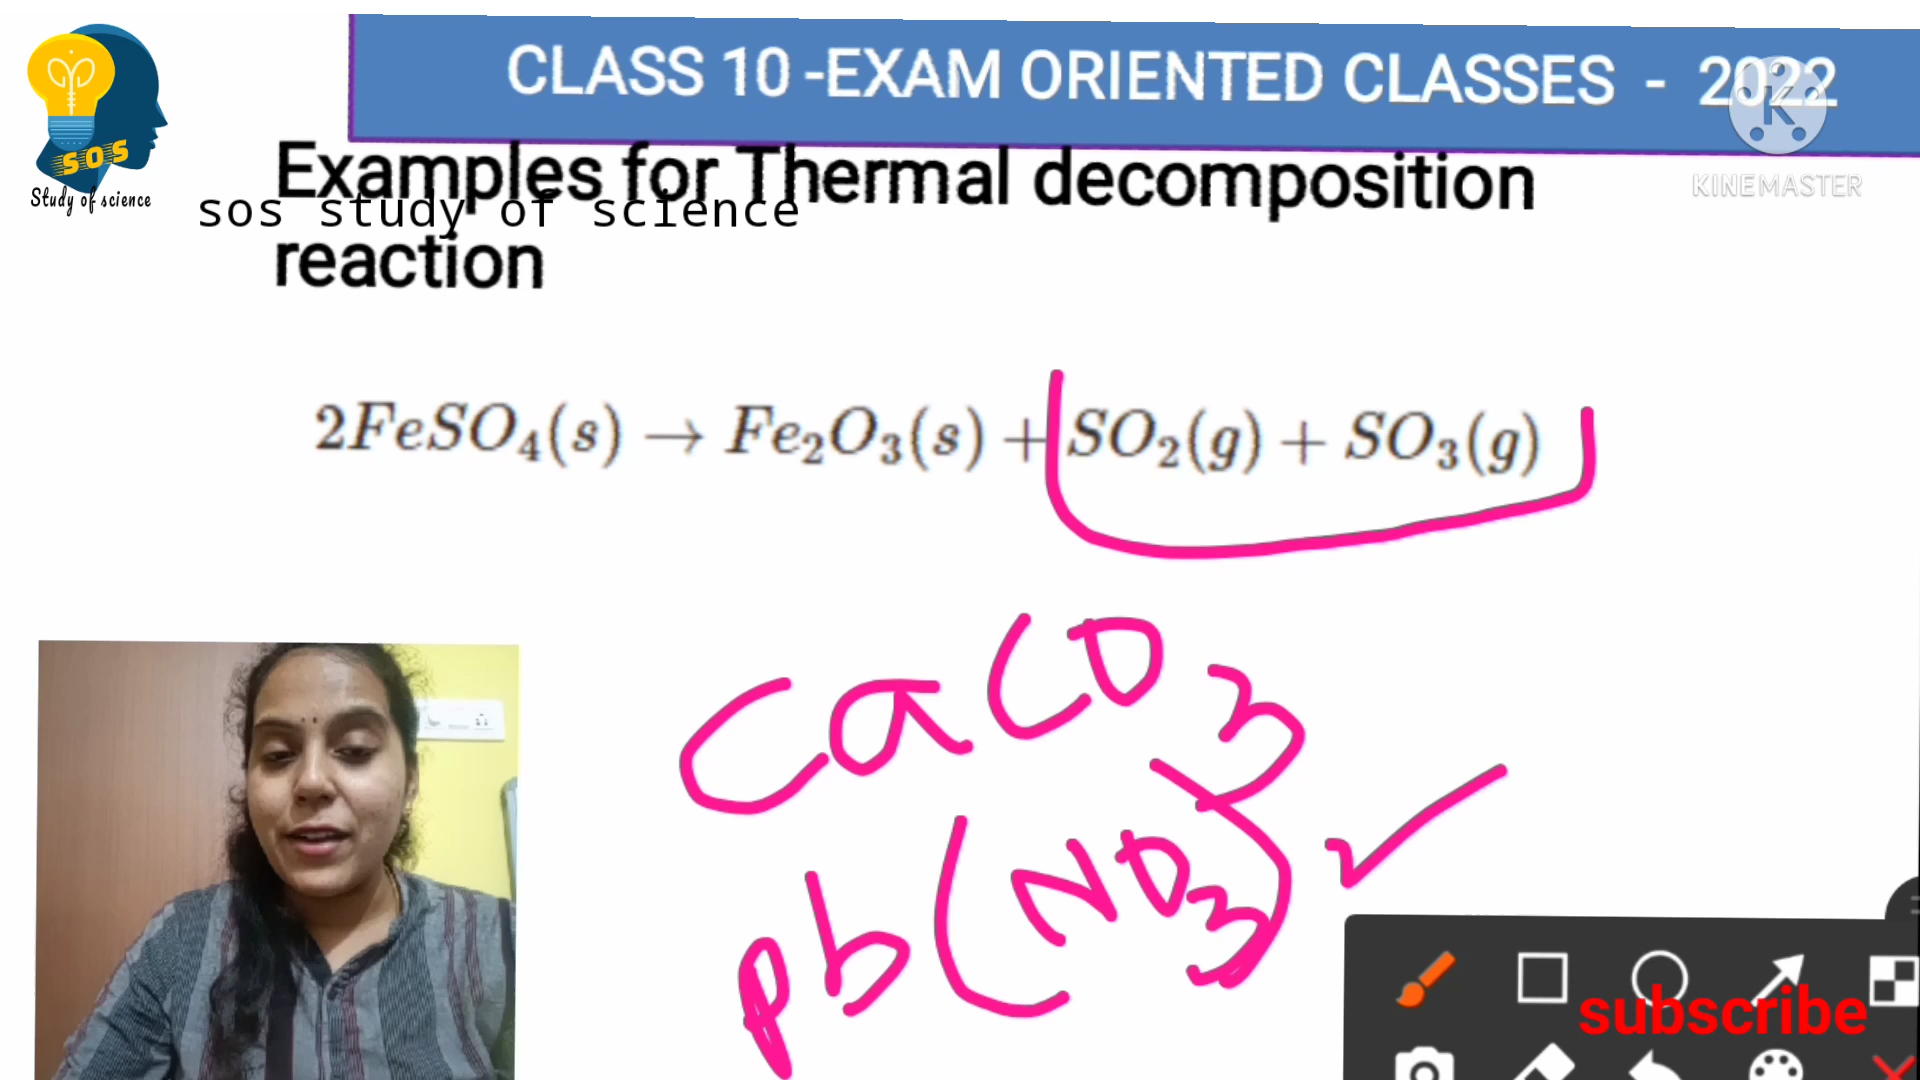 CLASS 10 -EXAM ORIENTED CLASSES - 2022
K
KINEMASTER
SOS
Study of science
Examples for Thermal decomposition
sos study of science
reaction
2FeSO₄(s) → Fe₂O₃(s) + SO₂(g) + SO₃(g)
CaCO3
pb(NO3)
subscribe